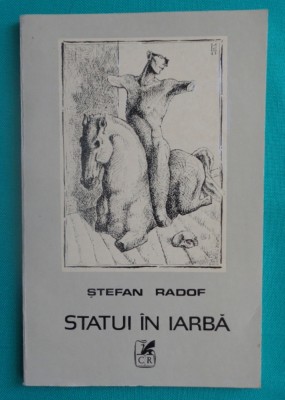 ȘTEFAN RADOF
STATUI ÎN IARBĂ
CR